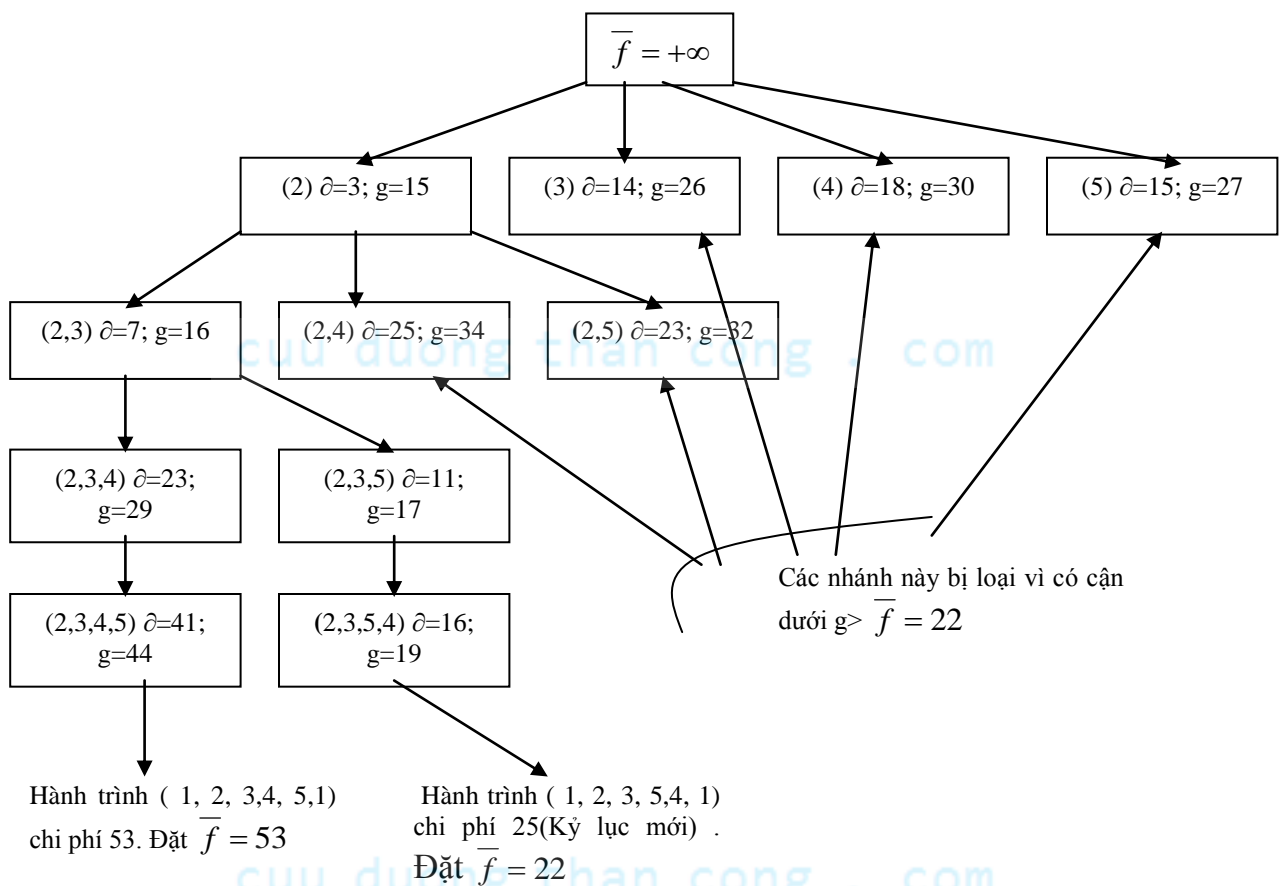 f̅ = +∞
(2) ∂=3; g=15
(3) ∂=14; g=26
(4) ∂=18; g=30
(5) ∂=15; g=27
(2,3) ∂=7; g=16
(2,4) ∂=25; g=34
(2,5) ∂=23; g=32
cuu duong than cong . com
(2,3,4) ∂=23;
g=29
(2,3,5) ∂=11;
g=17
Các nhánh này bị loại vì có cận
dưới g> f̅ = 22
(2,3,4,5) ∂=41;
g=44
(2,3,5,4) ∂=16;
g=19
Hành trình ( 1, 2, 3,4, 5,1)
chi phí 53. Đặt f̅ = 53
Hành trình ( 1, 2, 3, 5,4, 1)
chi phí 25(Kỷ lục mới) .
Đặt f̅ = 22
cuu duong than cong . com